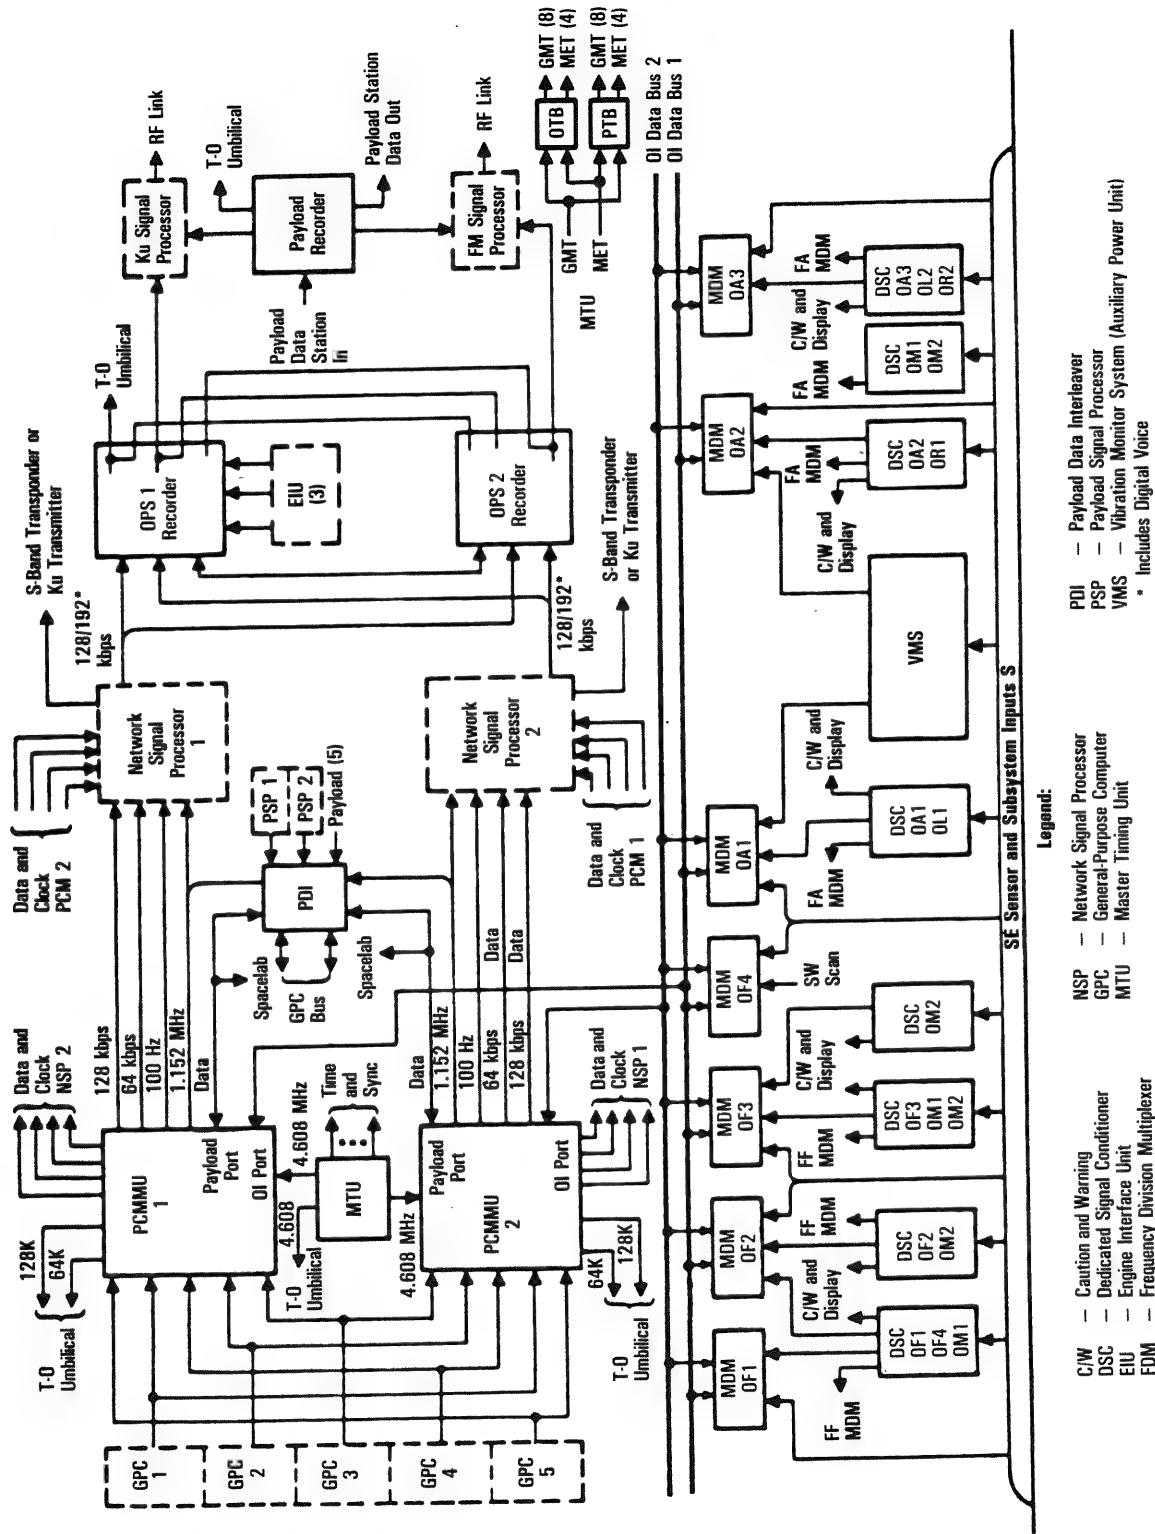 GPC
1
GPC
2
GPC
3
GPC
4
GPC
5
T-O
Umbilical
128K
64K
Data and
Clock
NSP 2
PCMMU
1
Payload
Port
OI Port
128 kbps
64 kbps
100 Hz
1.152 MHz
Data
4.608 MHz
4.608
T-O
Umbilical
MTU
Time
and
Sync
4.608 MHz
Payload
Port
PCMMU
2
OI Port
Data
1.152 MHz
100 Hz
64 kbps
128 kbps
Data
Data
64K
128K
T-O
Umbilical
Data and
Clock
NSP 1
Spacelab
GPC
Bus
Spacelab
PDI
PSP 1
PSP 2
Payload (5)
Data and
Clock
PCM 2
Network
Signal
Processor
1
Data and
Clock
PCM 1
Network
Signal
Processor
2
S-Band Transponder or
Ku Transmitter
128/192*
kbps
128/192*
kbps
S-Band Transponder
or Ku Transmitter
OPS 1
Recorder
EIU
(3)
OPS 2
Recorder
T-O
Umbilical
Payload
Data
Station
In
Ku Signal
Processor
RF Link
T-O
Umbilical
Payload
Recorder
Payload Station
Data Out
FM Signal
Processor
RF Link
GMT
MET
MTU
OTB
PTB
GMT (8)
MET (4)
GMT (8)
MET (4)
OI Data Bus 2
OI Data Bus 1
MDM
OF1
MDM
OF2
MDM
OF3
MDM
OF4
MDM
OA1
MDM
OA2
MDM
OA3
FF
MDM
DSC
OF1
OF4
OM1
C/W and
Display
DSC
OF2
OM2
FF
MDM
FF
MDM
DSC
OF3
OM1
OM2
C/W and
Display
DSC
OM2
SW
Scan
FA
MDM
DSC
OA1
OL1
C/W and
Display
VMS
C/W and
Display
FA
MDM
DSC
OA2
OR1
FA
MDM
DSC
OM1
OM2
C/W and
Display
FA
MDM
DSC
OA3
OL2
OR2
SE Sensor and Subsystem Inputs S
Legend:
C/W – Caution and Warning
DSC – Dedicated Signal Conditioner
EIU – Engine Interface Unit
FDM – Frequency Division Multiplexer
NSP – Network Signal Processor
GPC – General-Purpose Computer
MTU – Master Timing Unit
PDI – Payload Data Interleaver
PSP – Payload Signal Processor
VMS – Vibration Monitor System (Auxiliary Power Unit)
* Includes Digital Voice